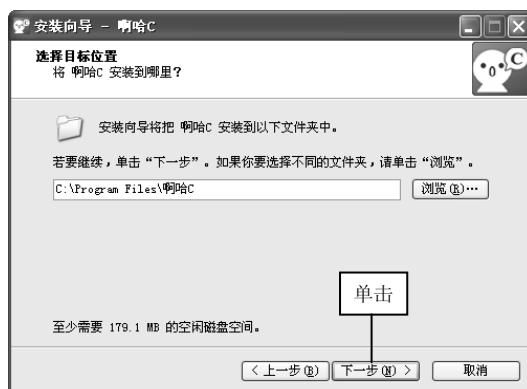 安装向导 - 啊哈C
选择目标位置
将 啊哈C 安装到哪里？
C
安装向导将把 啊哈C 安装到以下文件夹中。
若要继续，单击“下一步”。如果你要选择不同的文件夹，请单击“浏览”。
C:\Program Files\啊哈C
浏览(R)…
单击
至少需要 179.1 MB 的空闲磁盘空间。
< 上一步(B) 下一步(N) > 取消